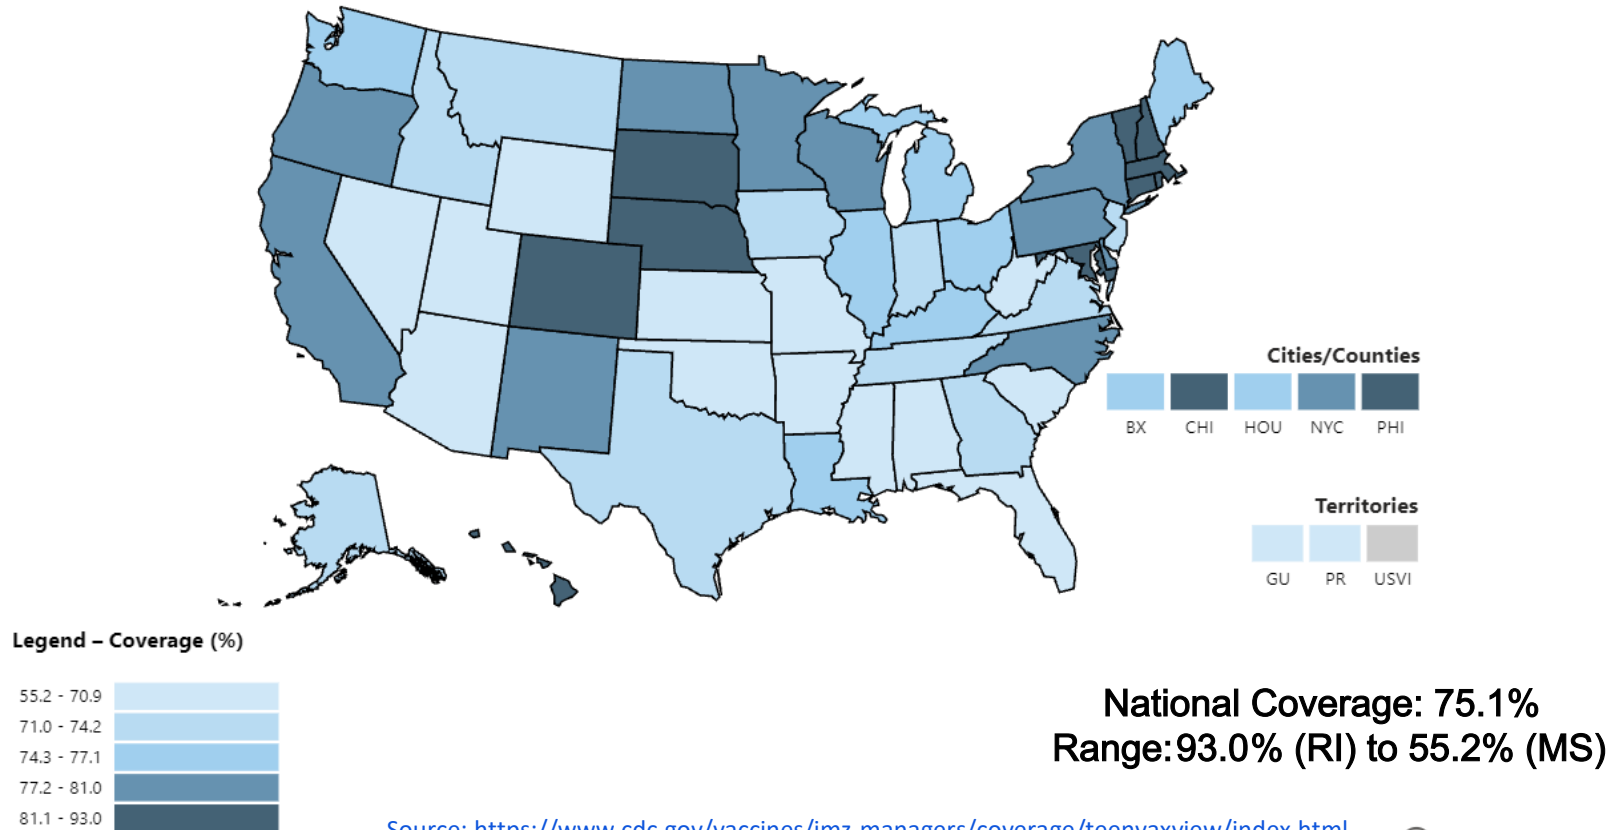 Cities/Counties
BX CHI HOU NYC PHI
Territories
GU PR USVI
Legend – Coverage (%)
55.2 - 70.9
71.0 - 74.2
74.3 - 77.1
77.2 - 81.0
81.1 - 93.0
National Coverage: 75.1%
Range: 93.0% (RI) to 55.2% (MS)
Source: https://www.cdc.gov/vaccines/imz-managers/coverage/teenvaxview/index.html